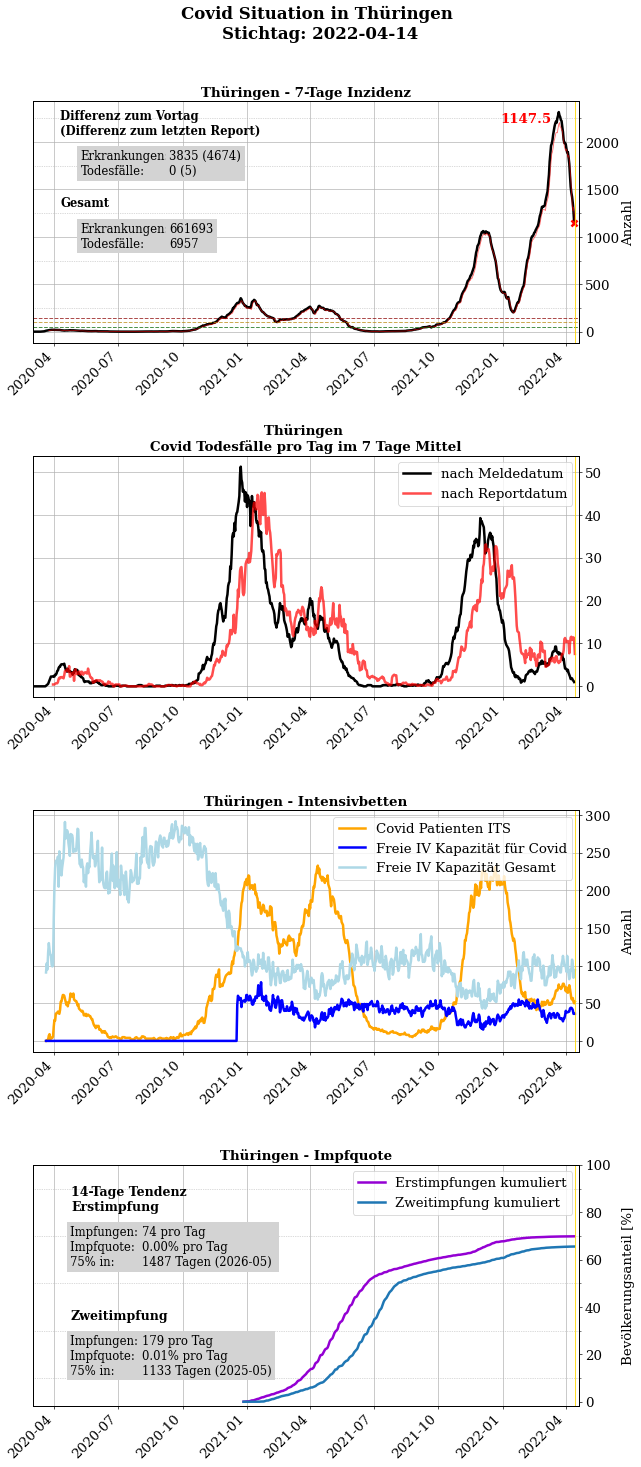 Covid Situation in Thüringen
Stichtag: 2022-04-14
Thüringen - 7-Tage Inzidenz
Differenz zum Vortag
(Differenz zum letzten Report)
Erkrankungen 3835 (4674)
Todesfälle: 0 (5)
Gesamt
Erkrankungen 661693
Todesfälle: 6957
1147.5
2000
1500
1000
500
0
Anzahl
2020-04
2020-07
2020-10
2021-01
2021-04
2021-07
2021-10
2022-01
2022-04
Thüringen
Covid Todesfälle pro Tag im 7 Tage Mittel
nach Meldedatum
nach Reportdatum
50
40
30
20
10
0
2020-04
2020-07
2020-10
2021-01
2021-04
2021-07
2021-10
2022-01
2022-04
Thüringen - Intensivbetten
Covid Patienten ITS
Freie IV Kapazität für Covid
Freie IV Kapazität Gesamt
300
250
200
150
100
50
0
Anzahl
2020-04
2020-07
2020-10
2021-01
2021-04
2021-07
2021-10
2022-01
2022-04
Thüringen - Impfquote
14-Tage Tendenz
Erstimpfung
Impfungen: 74 pro Tag
Impfquote: 0.00% pro Tag
75% in: 1487 Tagen (2026-05)
Zweitimpfung
Impfungen: 179 pro Tag
Impfquote: 0.01% pro Tag
75% in: 1133 Tagen (2025-05)
Erstimpfungen kumuliert
Zweitimpfung kumuliert
100
80
60
40
20
0
Bevölkerungsanteil [%]
2020-04
2020-07
2020-10
2021-01
2021-04
2021-07
2021-10
2022-01
2022-04